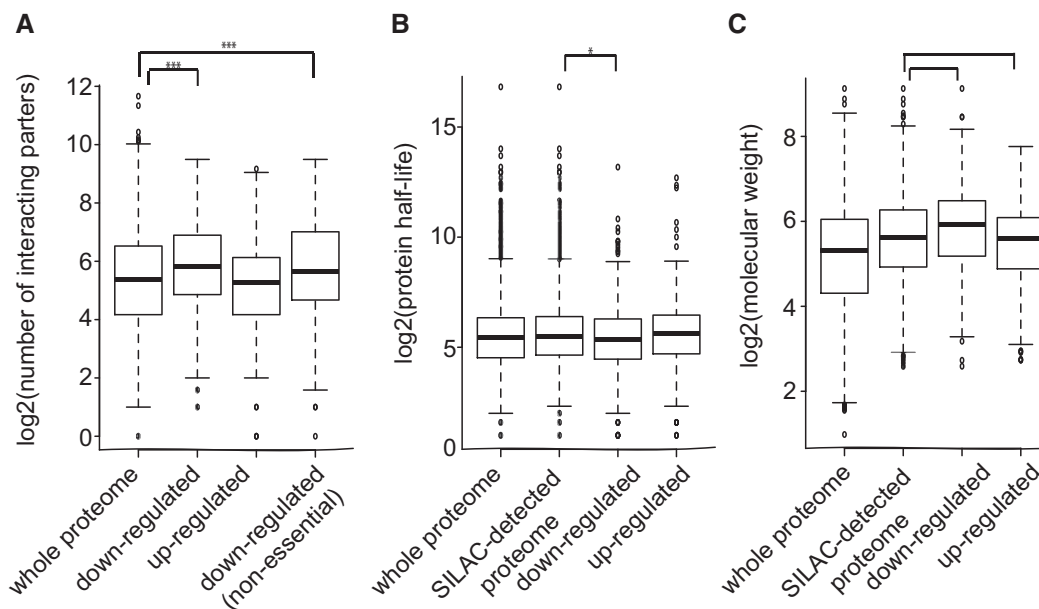 A
B
C
***
***
*
log2(number of interacting parters)
12
10
8
6
4
2
0
whole proteome
down-regulated
up-regulated
down-regulated
(non-essential)
log2(protein half-life)
15
10
5
0
whole proteome
SILAC-detected
proteome
down-regulated
up-regulated
log2(molecular weight)
8
6
4
2
whole proteome
SILAC-detected
proteome
down-regulated
up-regulated